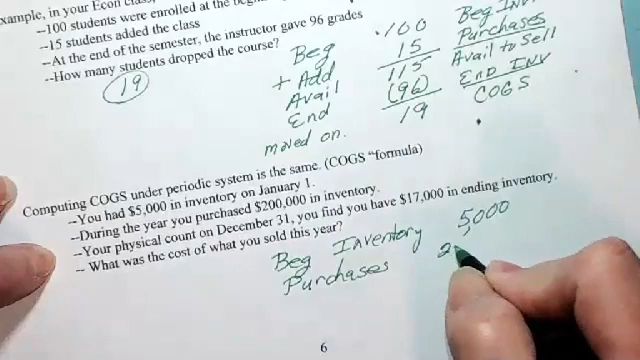 example, in your Econ class,
--100 students were enrolled at the
--15 students added the class
--At the end of the semester, the instructor gave 96 grades
--How many students dropped the course?
19
Beg 100 Beg Inv
+ Add 15 Purchases
Avail 115 Avail to Sell
End (96) End INV
moved on. 19 COGS
Computing COGS under periodic system is the same. (COGS "formula)
--You had $5,000 in inventory on January 1.
--During the year you purchased $200,000 in inventory.
--Your physical count on December 31, you find you have $17,000 in ending inventory.
-- What was the cost of what you sold this year?
Beg Inventory 5,000
Purchases 2
6